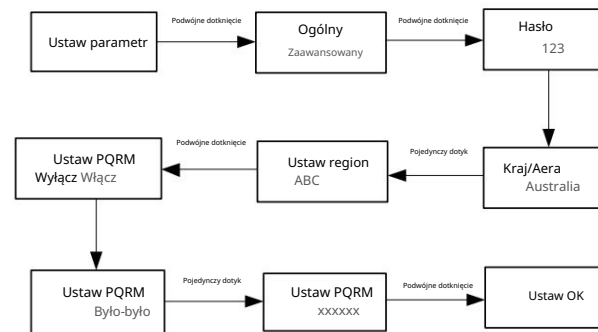 Ustaw parametr
Podwójne dotknięcie
Ogólny
Zaawansowany
Podwójne dotknięcie
Hasło
123
Kraj/Aera
Australia
Pojedynczy dotyk
Ustaw region
ABC
Podwójne dotknięcie
Ustaw PQRM
Wyłącz Włącz
Ustaw PQRM
Było-było
Pojedynczy dotyk
Ustaw PQRM
xxxxxx
Podwójne dotknięcie
Ustaw OK